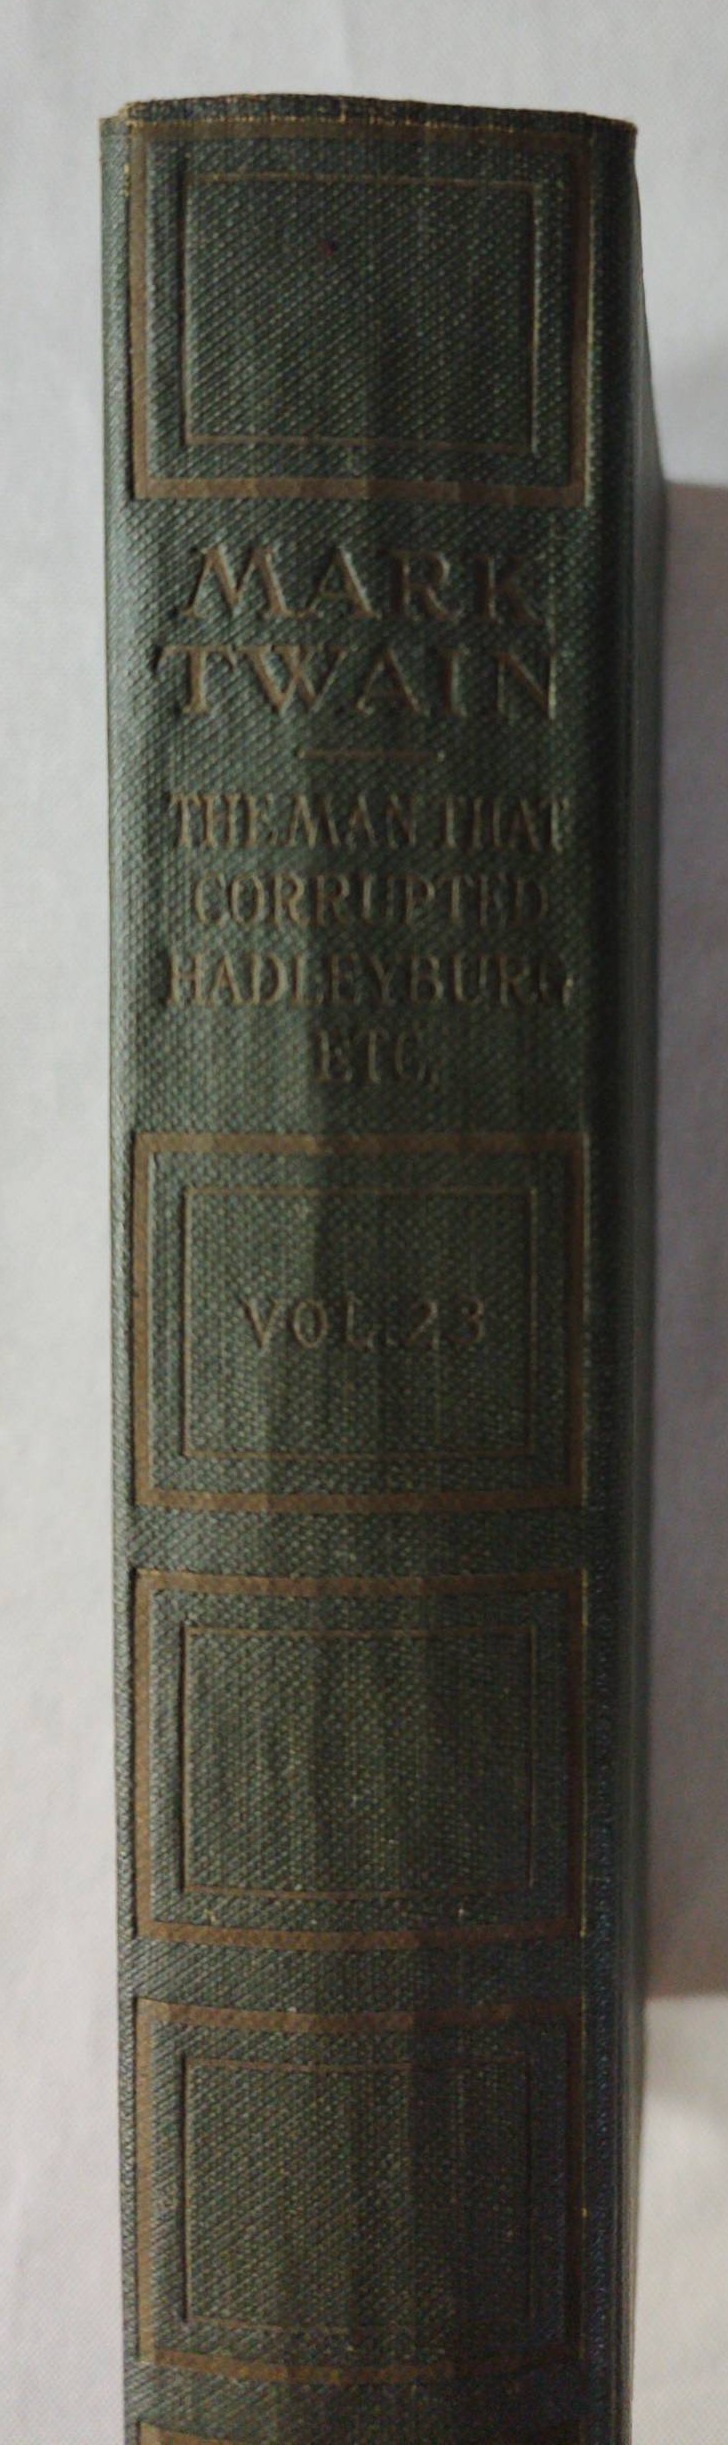 MARK
TWAIN
THE MAN THAT
CORRUPTED
HADLEYBURG
ETC.
VOL. 23